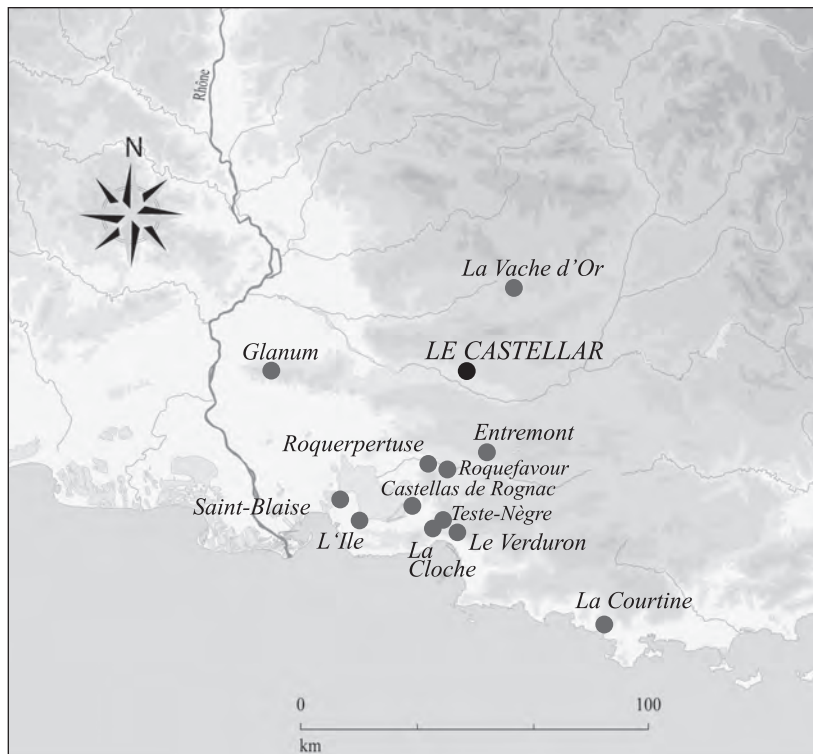 Rhône
N
La Vache d'Or
Glanum
LE CASTELLAR
Entremont
Roquerpertuse
Roquefavour
Castellas de Rognac
Saint-Blaise
Teste-Nègre
L'Ile
La
Cloche
Le Verduron
La Courtine
0
100
km